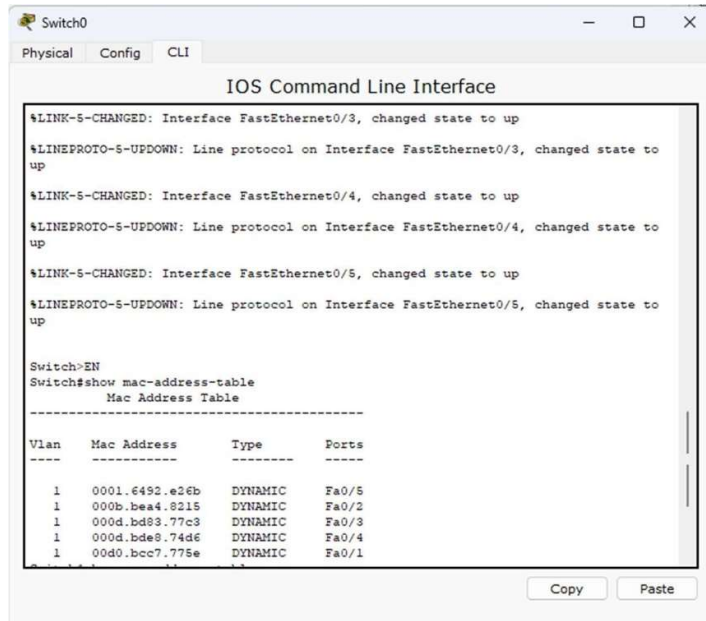 Switch0
Physical Config CLI
IOS Command Line Interface
%LINK-5-CHANGED: Interface FastEthernet0/3, changed state to up
%LINEPROTO-5-UPDOWN: Line protocol on Interface FastEthernet0/3, changed state to
up
%LINK-5-CHANGED: Interface FastEthernet0/4, changed state to up
%LINEPROTO-5-UPDOWN: Line protocol on Interface FastEthernet0/4, changed state to
up
%LINK-5-CHANGED: Interface FastEthernet0/5, changed state to up
%LINEPROTO-5-UPDOWN: Line protocol on Interface FastEthernet0/5, changed state to
up
Switch>EN
Switch#show mac-address-table
Mac Address Table
-------------------------------------------
Vlan Mac Address Type Ports
---- ----------- -------- -----
1 0001.6492.e26b DYNAMIC Fa0/5
1 000b.bea4.8215 DYNAMIC Fa0/2
1 000d.bd83.77c3 DYNAMIC Fa0/3
1 000d.bde8.74d6 DYNAMIC Fa0/4
1 00d0.bcc7.775e DYNAMIC Fa0/1
Copy Paste